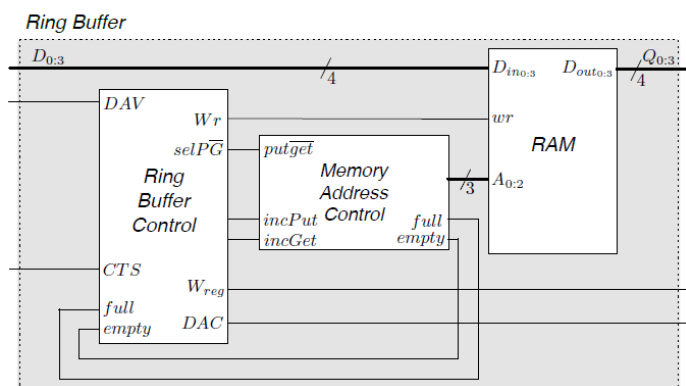 Ring Buffer
D0:3
4
Din0:3
Dout0:3
Q0:3
4
DAV
Wr
wr
RAM
selPG̅
putg̅e̅t̅
Ring
Buffer
Control
Memory
Address
Control
3
A0:2
incPut
incGet
full
empty
CTS
Wreg
full
empty
DAC